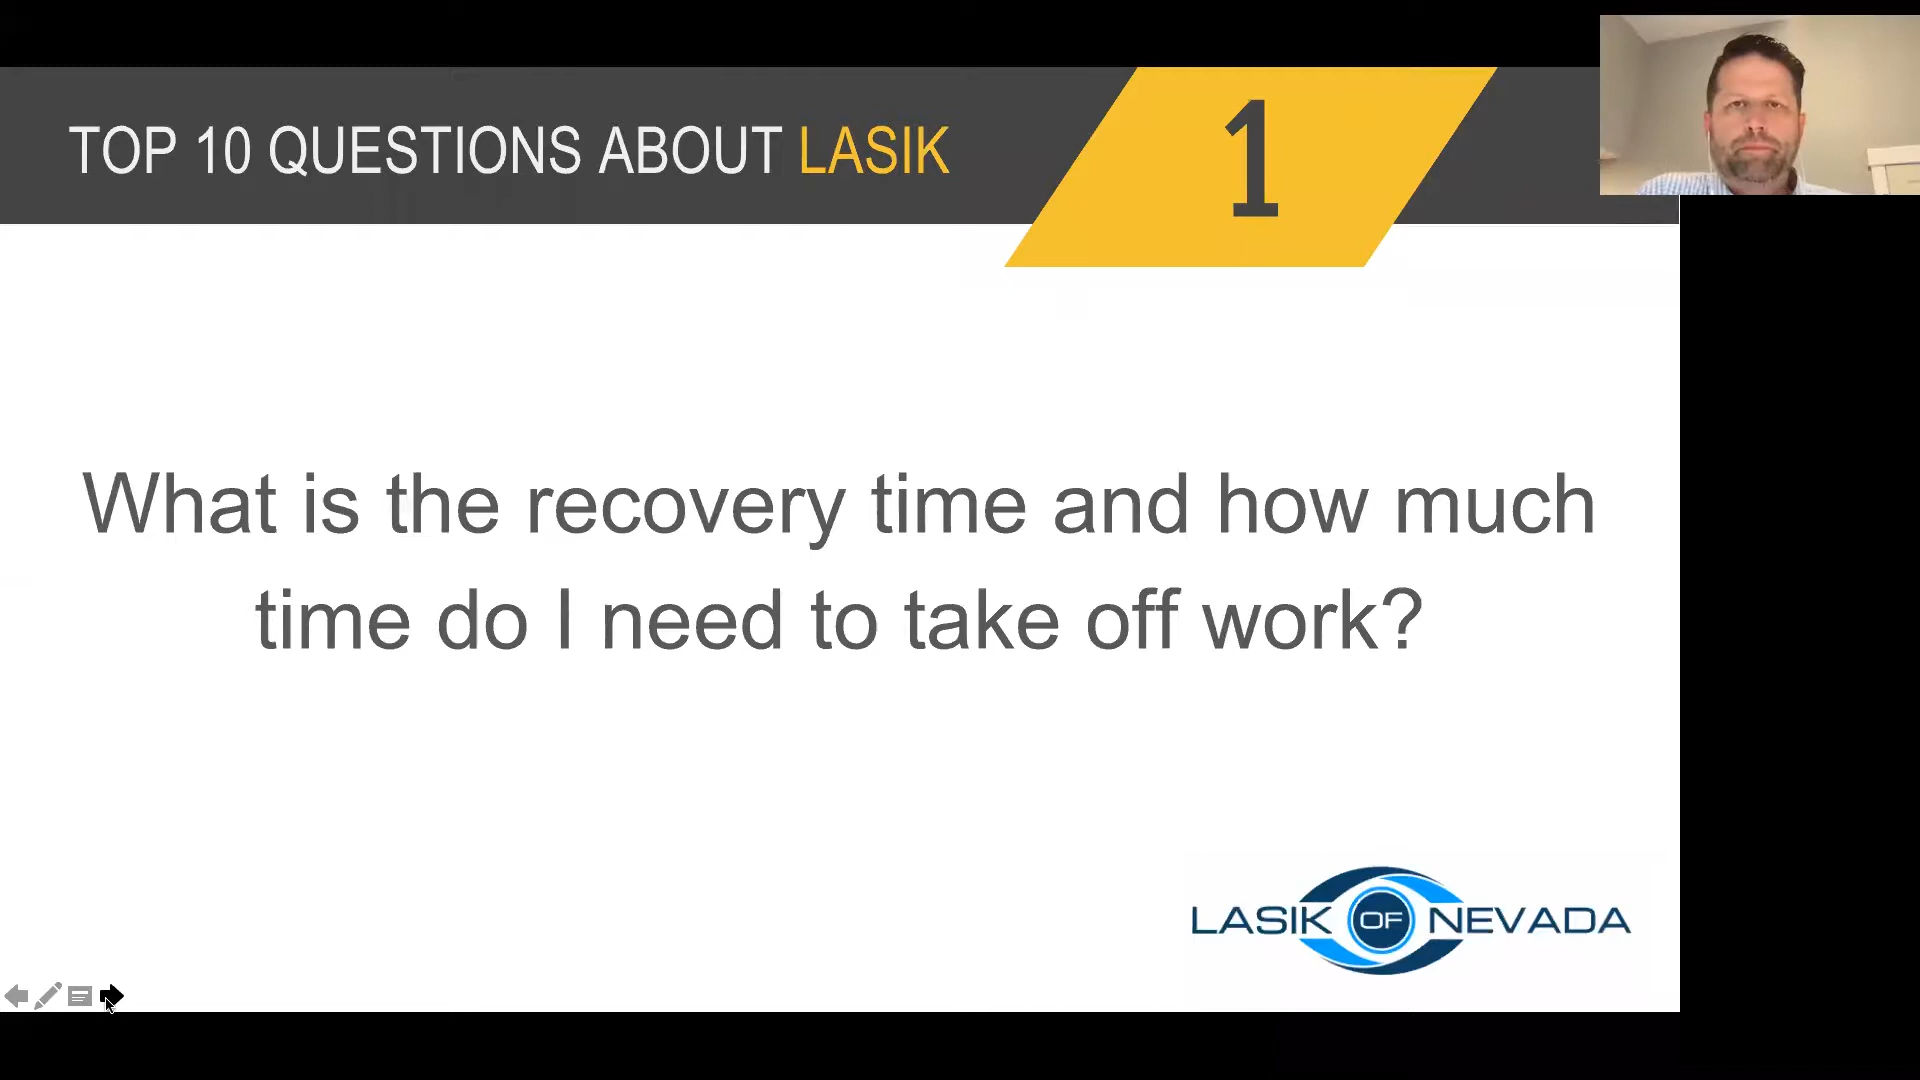 TOP 10 QUESTIONS ABOUT LASIK
1
What is the recovery time and how much
time do I need to take off work?
LASIK OF NEVADA